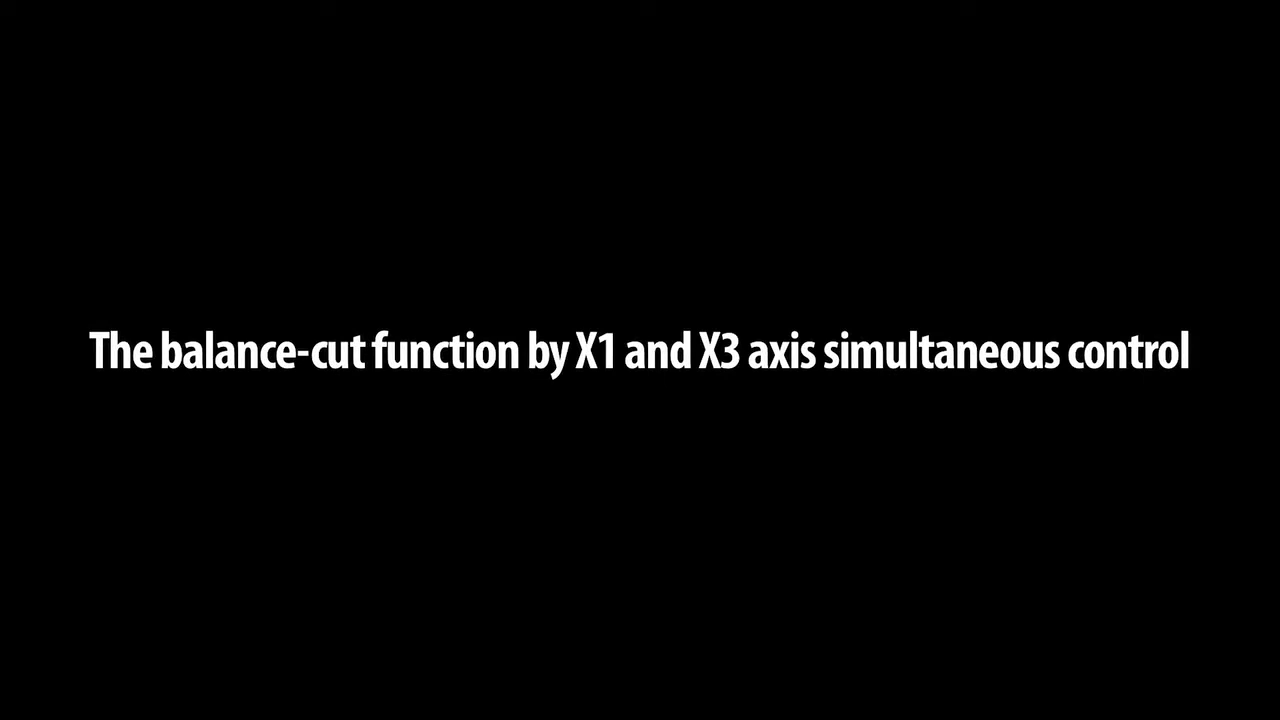 The balance-cut function by X1 and X3 axis simultaneous control